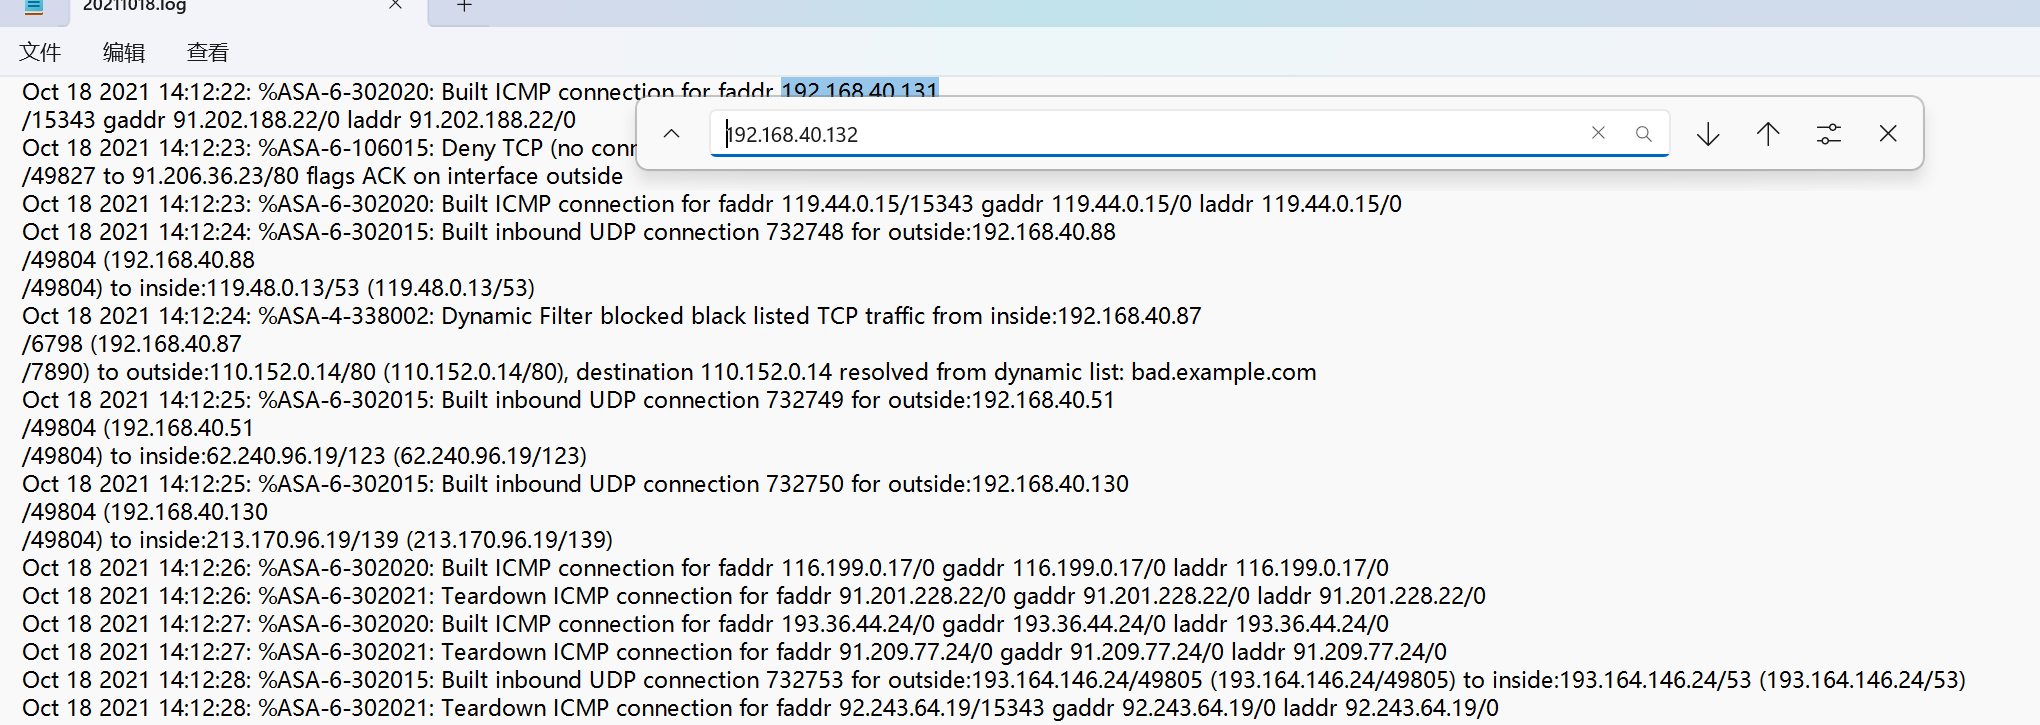 20211018.log
文件 编辑 查看
Oct 18 2021 14:12:22: %ASA-6-302020: Built ICMP connection for faddr 192.168.40.131
/15343 gaddr 91.202.188.22/0 laddr 91.202.188.22/0
192.168.40.132
Oct 18 2021 14:12:23: %ASA-6-106015: Deny TCP (no conn
/49827 to 91.206.36.23/80 flags ACK on interface outside
Oct 18 2021 14:12:23: %ASA-6-302020: Built ICMP connection for faddr 119.44.0.15/15343 gaddr 119.44.0.15/0 laddr 119.44.0.15/0
Oct 18 2021 14:12:24: %ASA-6-302015: Built inbound UDP connection 732748 for outside:192.168.40.88
/49804 (192.168.40.88
/49804) to inside:119.48.0.13/53 (119.48.0.13/53)
Oct 18 2021 14:12:24: %ASA-4-338002: Dynamic Filter blocked black listed TCP traffic from inside:192.168.40.87
/6798 (192.168.40.87
/7890) to outside:110.152.0.14/80 (110.152.0.14/80), destination 110.152.0.14 resolved from dynamic list: bad.example.com
Oct 18 2021 14:12:25: %ASA-6-302015: Built inbound UDP connection 732749 for outside:192.168.40.51
/49804 (192.168.40.51
/49804) to inside:62.240.96.19/123 (62.240.96.19/123)
Oct 18 2021 14:12:25: %ASA-6-302015: Built inbound UDP connection 732750 for outside:192.168.40.130
/49804 (192.168.40.130
/49804) to inside:213.170.96.19/139 (213.170.96.19/139)
Oct 18 2021 14:12:26: %ASA-6-302020: Built ICMP connection for faddr 116.199.0.17/0 gaddr 116.199.0.17/0 laddr 116.199.0.17/0
Oct 18 2021 14:12:26: %ASA-6-302021: Teardown ICMP connection for faddr 91.201.228.22/0 gaddr 91.201.228.22/0 laddr 91.201.228.22/0
Oct 18 2021 14:12:27: %ASA-6-302020: Built ICMP connection for faddr 193.36.44.24/0 gaddr 193.36.44.24/0 laddr 193.36.44.24/0
Oct 18 2021 14:12:27: %ASA-6-302021: Teardown ICMP connection for faddr 91.209.77.24/0 gaddr 91.209.77.24/0 laddr 91.209.77.24/0
Oct 18 2021 14:12:28: %ASA-6-302015: Built inbound UDP connection 732753 for outside:193.164.146.24/49805 (193.164.146.24/49805) to inside:193.164.146.24/53 (193.164.146.24/53)
Oct 18 2021 14:12:28: %ASA-6-302021: Teardown ICMP connection for faddr 92.243.64.19/15343 gaddr 92.243.64.19/0 laddr 92.243.64.19/0